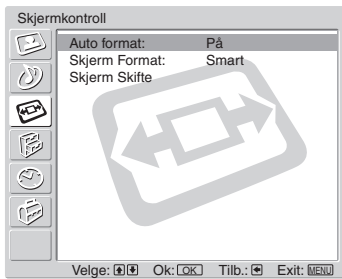 Skjermkontroll
Auto format: På
Skjerm Format: Smart
Skjerm Skifte
Velge: Ok: OK Tilb.: Exit: MENU